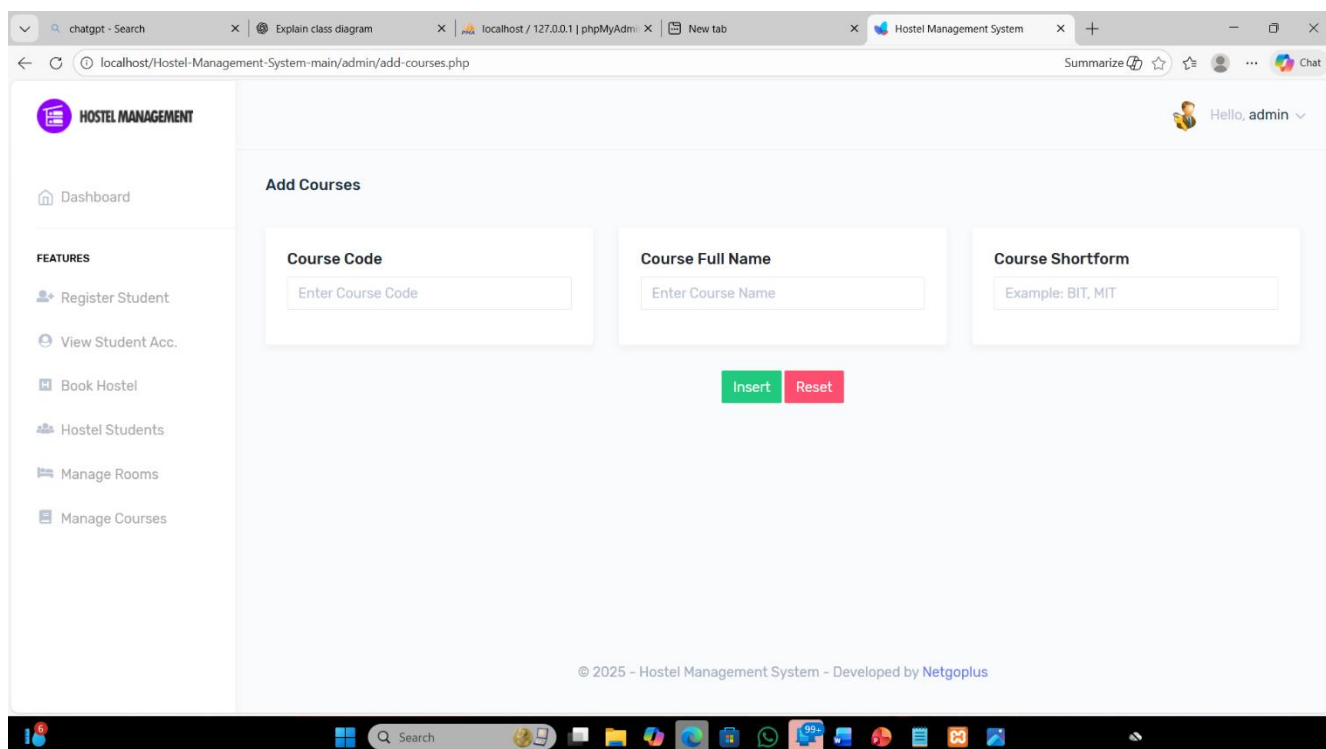 chatgpt - Search
Explain class diagram
localhost / 127.0.0.1 | phpMyAdmi
New tab
Hostel Management System
localhost/Hostel-Management-System-main/admin/add-courses.php
Summarize
Chat
HOSTEL MANAGEMENT
Hello, admin
Dashboard
FEATURES
Register Student
View Student Acc.
Book Hostel
Hostel Students
Manage Rooms
Manage Courses
Add Courses
Course Code
Enter Course Code
Course Full Name
Enter Course Name
Course Shortform
Example: BIT, MIT
Insert
Reset
© 2025 - Hostel Management System - Developed by Netgoplus
6
Search
99+